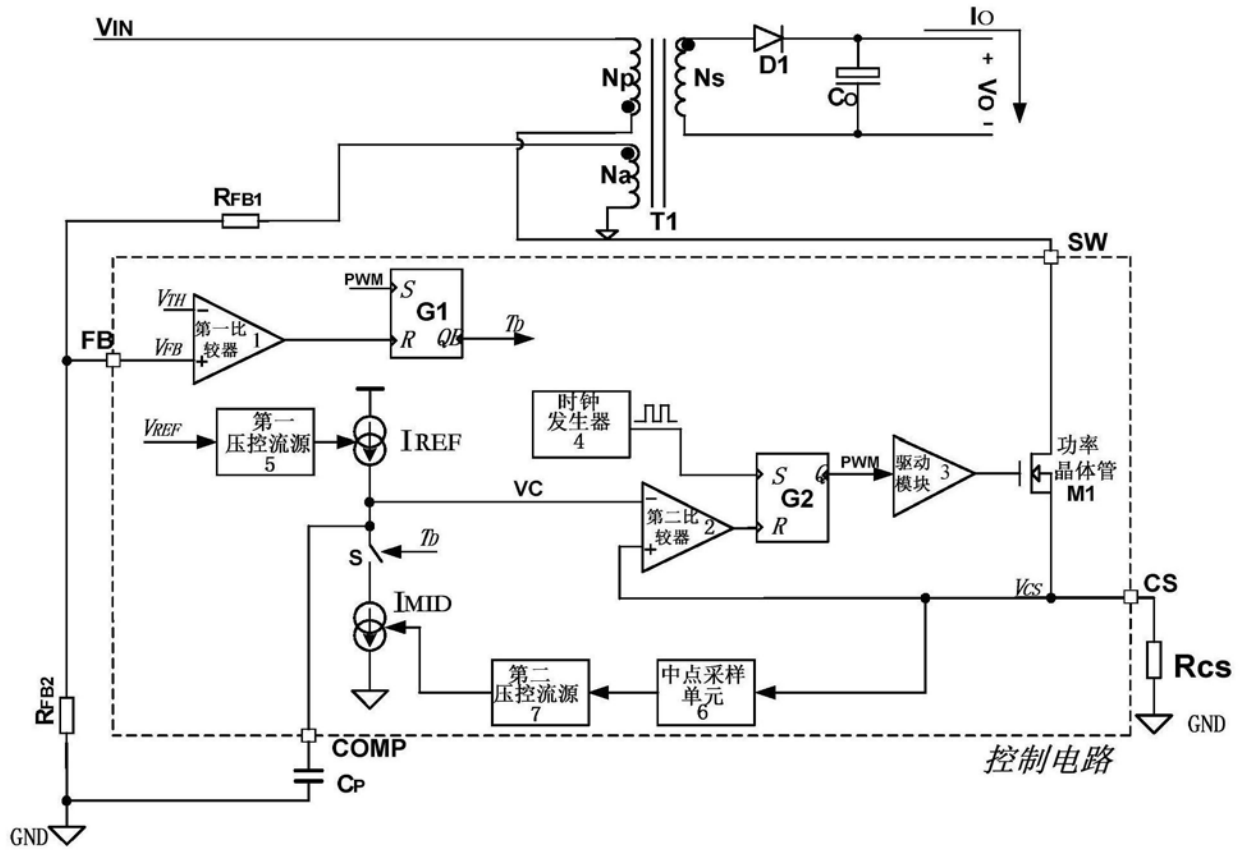 VIN
Np
Ns
D1
CO
IO
+
VO
−
Na
T1
RFB1
SW
PWM
S
G1
VTH
−
第一比
较器
1
R
QB
TD
FB
VFB
+
VREF
第一
压控流源
5
IREF
时钟
发生器
4
VC
S
Q
G2
R
PWM
驱动
模块
3
功率
晶体管
M1
−
第二比
较器
2
+
S
TD
IMID
VCS
CS
RCS
GND
第二
压控流源
7
中点采样
单元
6
RFB2
COMP
CP
控制电路
GND